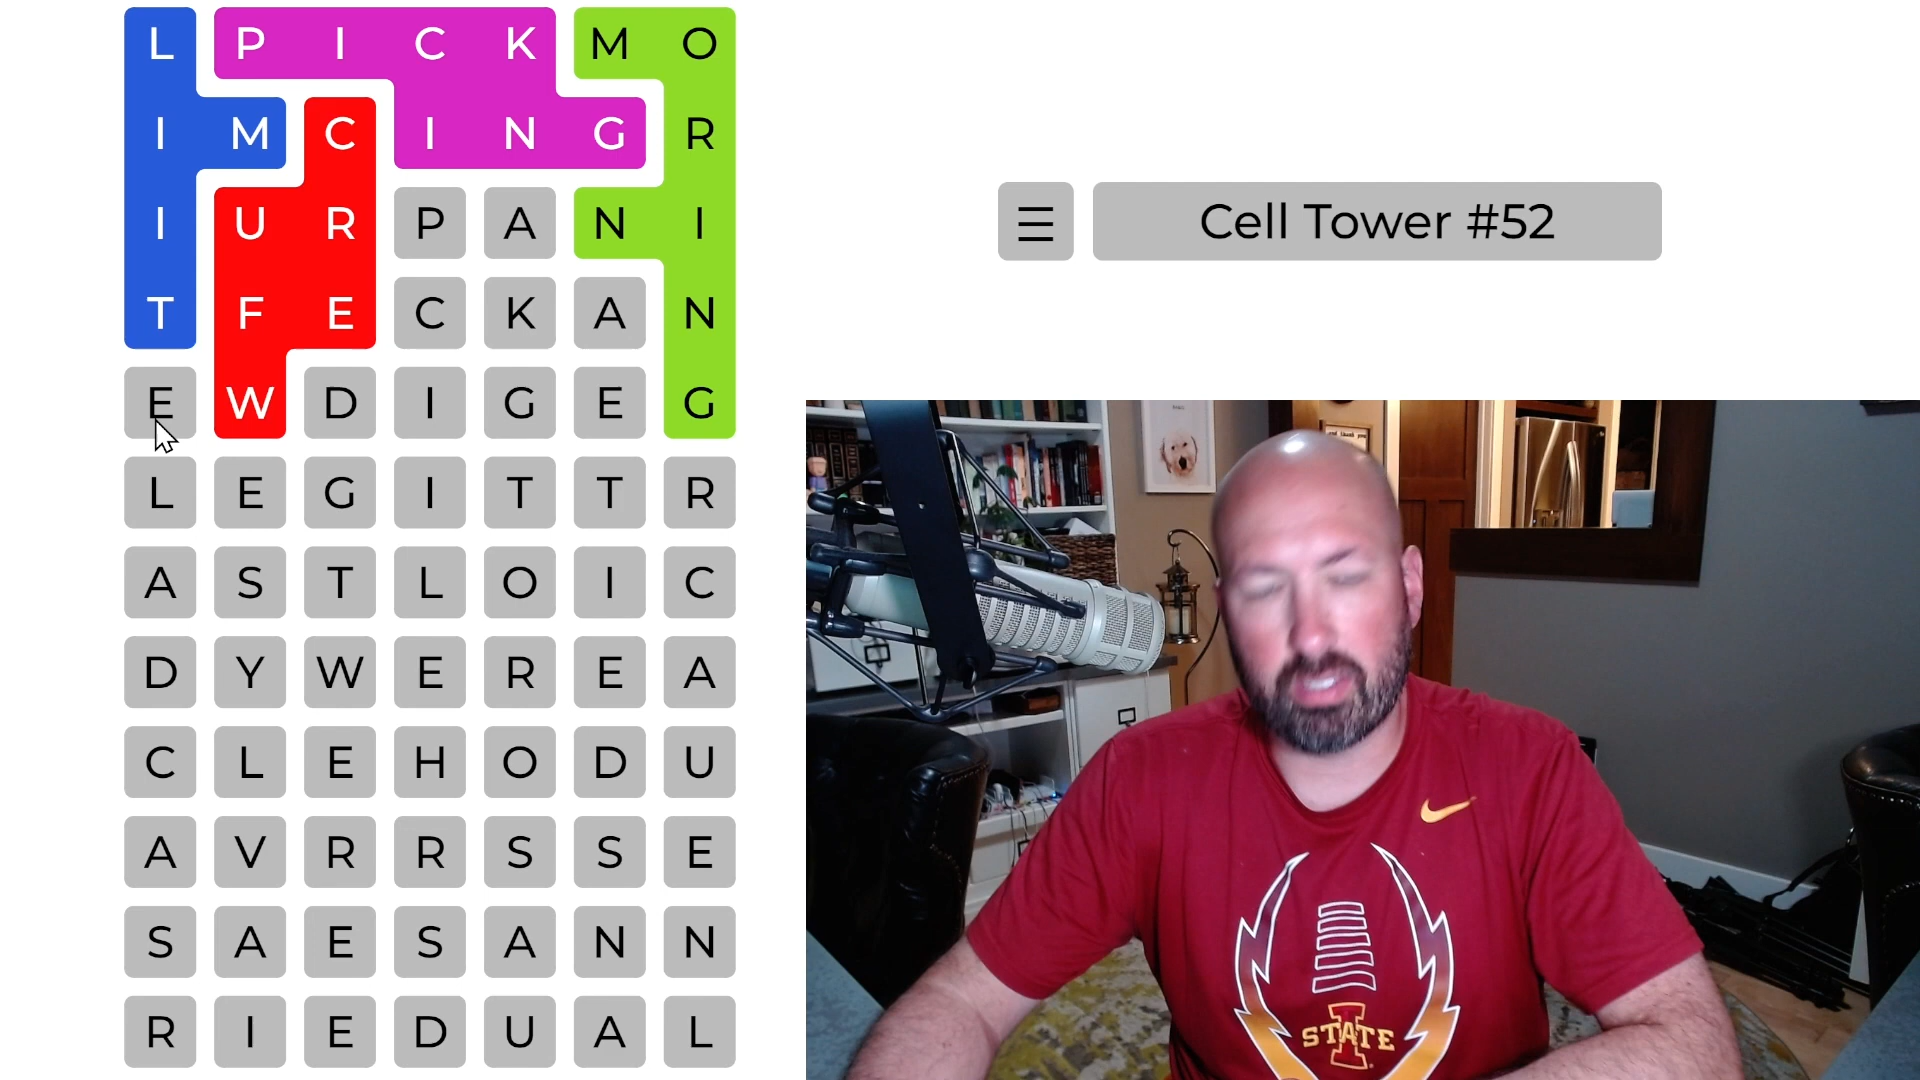 L P I C K M O
I M C I N G R
I U R P A N I
T F E C K A N
E W D I G E G
L E G I T T R
A S T L O I C
D Y W E R E A
C L E H O D U
A V R R S S E
S A E S A N N
R I E D U A L
Cell Tower #52
STATE